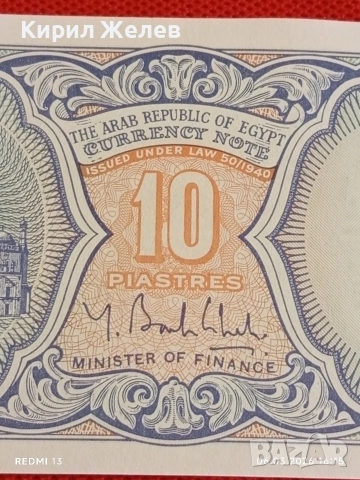 Кирил Желев
THE ARAB REPUBLIC OF EGYPT
CURRENCY NOTE
ISSUED UNDER LAW 50/1940
10
PIASTRES
MINISTER OF FINANCE
REDMI 13
BAZAR